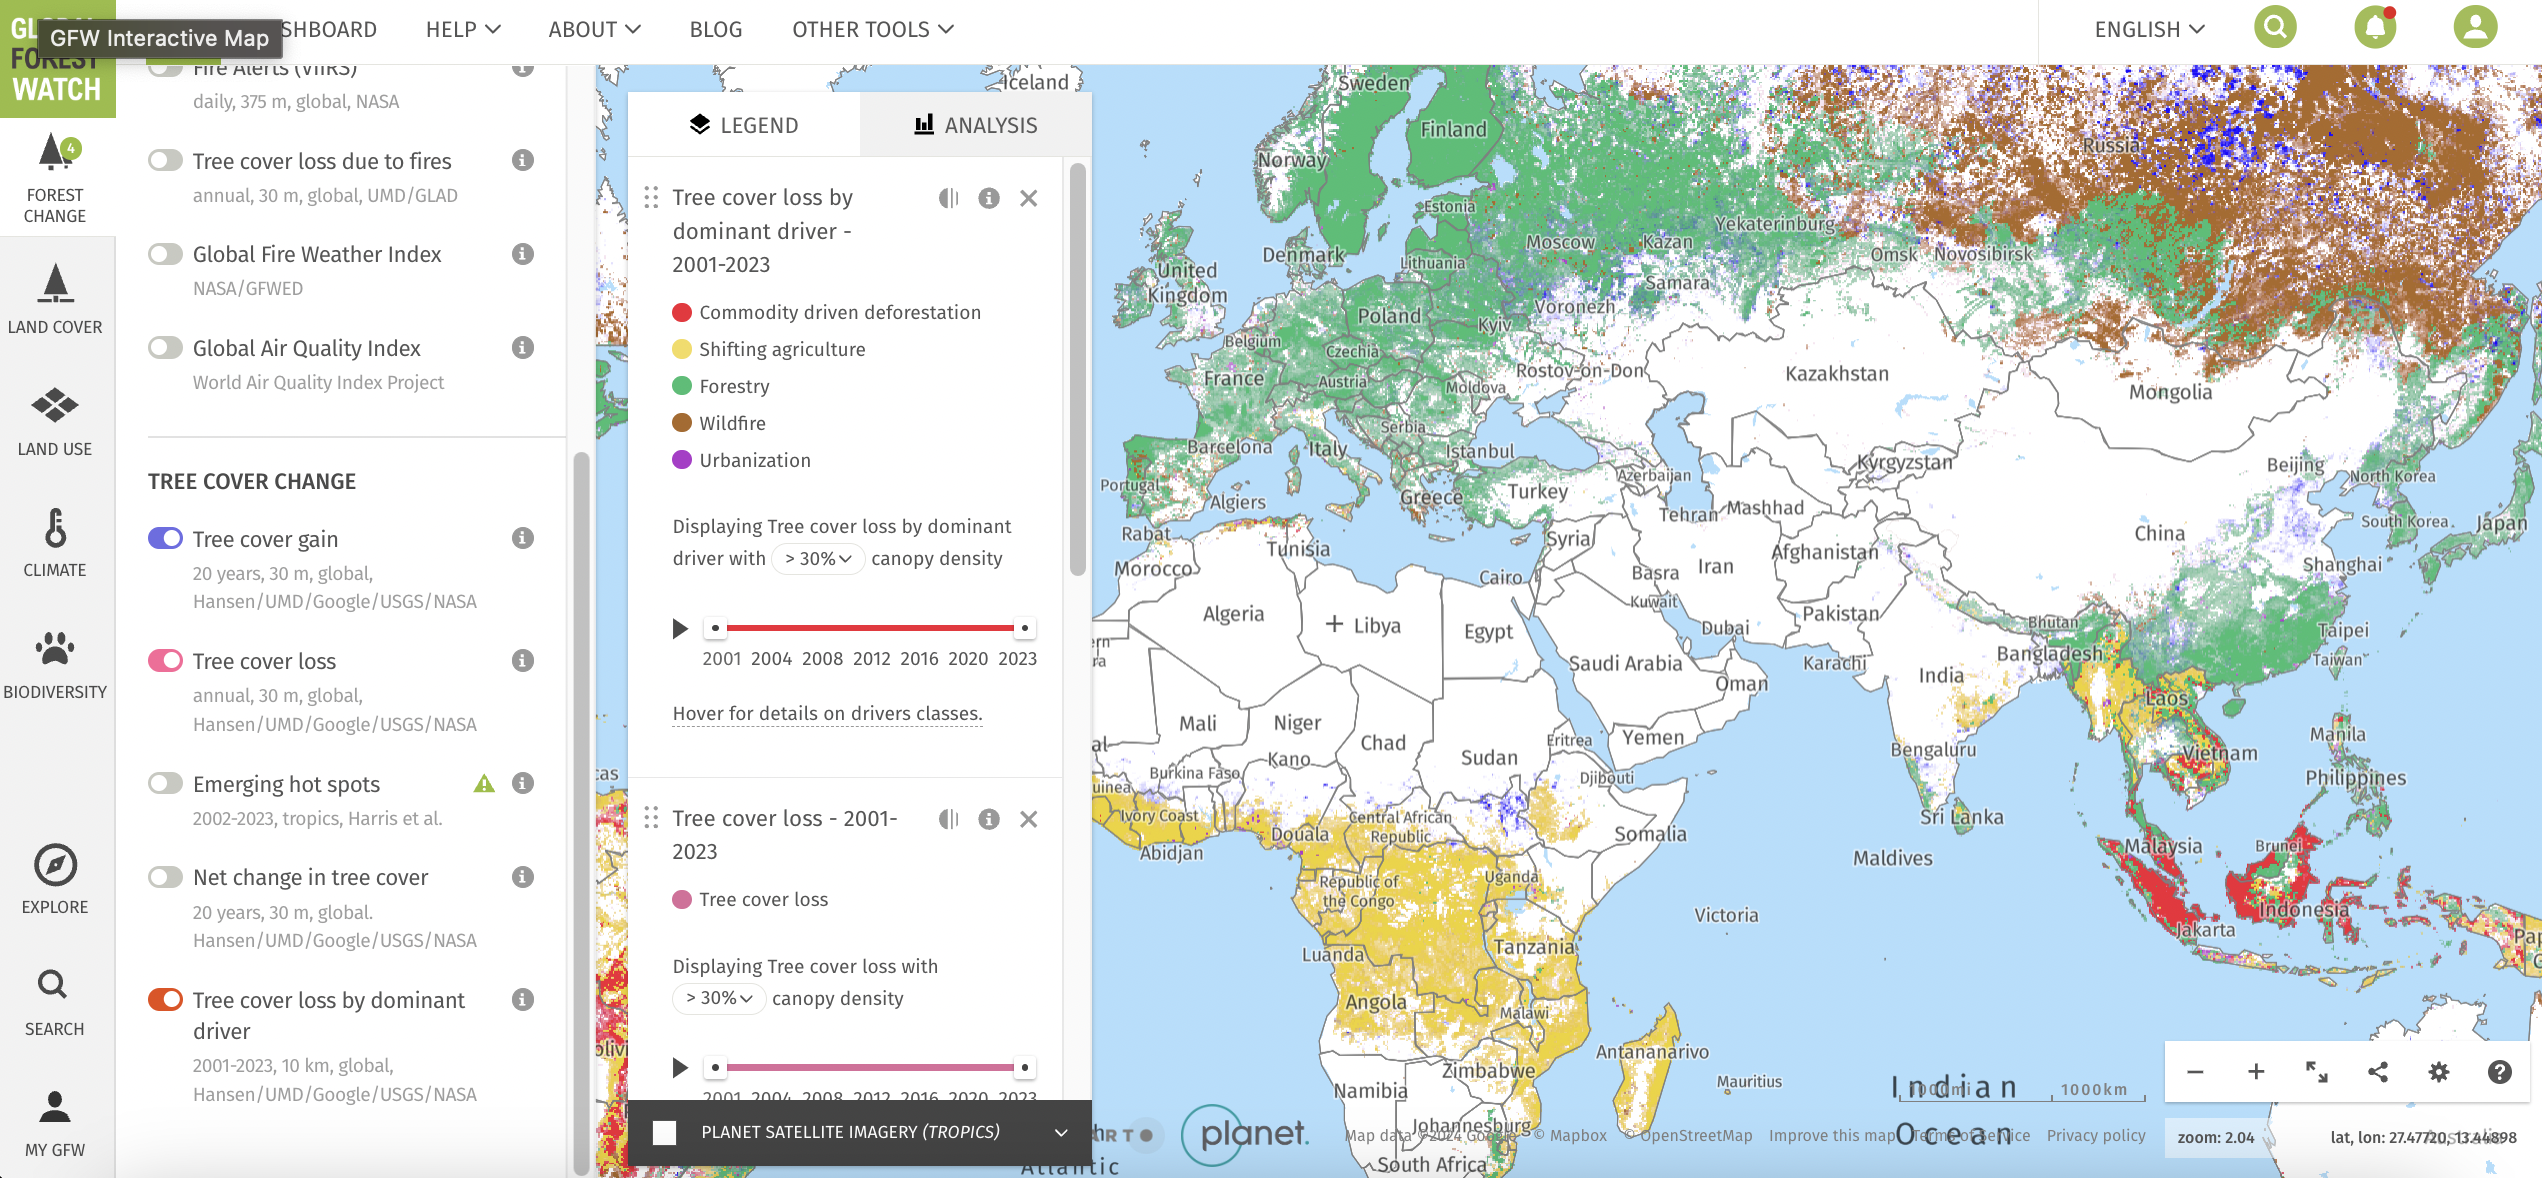 GFW Interactive Map
FOREST
WATCH
SHBOARD
HELP
ABOUT
BLOG
OTHER TOOLS
ENGLISH
4
FOREST
CHANGE
LAND COVER
LAND USE
CLIMATE
BIODIVERSITY
EXPLORE
SEARCH
MY GFW
Fire Alerts (VIIRS)
daily, 375 m, global, NASA
Tree cover loss due to fires
annual, 30 m, global, UMD/GLAD
Global Fire Weather Index
NASA/GFWED
Global Air Quality Index
World Air Quality Index Project
TREE COVER CHANGE
Tree cover gain
20 years, 30 m, global,
Hansen/UMD/Google/USGS/NASA
Tree cover loss
annual, 30 m, global,
Hansen/UMD/Google/USGS/NASA
Emerging hot spots
2002-2023, tropics, Harris et al.
Net change in tree cover
20 years, 30 m, global.
Hansen/UMD/Google/USGS/NASA
Tree cover loss by dominant
driver
2001-2023, 10 km, global,
Hansen/UMD/Google/USGS/NASA
LEGEND
ANALYSIS
Tree cover loss by
dominant driver -
2001-2023
Commodity driven deforestation
Shifting agriculture
Forestry
Wildfire
Urbanization
Displaying Tree cover loss by dominant
driver with > 30% canopy density
2001 2004 2008 2012 2016 2020 2023
Hover for details on drivers classes.
Tree cover loss - 2001-
2023
Tree cover loss
Displaying Tree cover loss with
> 30% canopy density
2001 2004 2008 2012 2016 2020 2023
PLANET SATELLITE IMAGERY (TROPICS)
Iceland
Sweden
Finland
Norway
Russia
Estonia
Yekaterinburg
Moscow
Kazan
Denmark
Lithuania
Omsk
Novosibirsk
United
Kingdom
Samara
Voronezh
Poland
Kyiv
Belgium
Czechia
France
Austria
Moldova
Rostov-on-Don
Kazakhstan
Mongolia
Serbia
Barcelona
Italy
Istanbul
Kyrgyzstan
Beijing
North Korea
Portugal
Algiers
Greece
Turkey
Azerbaijan
Tehran
Mashhad
South Korea
Japan
Rabat
Tunisia
Syria
China
Afghanistan
Shanghai
Morocco
Cairo
Basra
Iran
Kuwait
Algeria
Libya
Egypt
Pakistan
Dubai
Bhutan
Taipei
Saudi Arabia
Karachi
Bangladesh
Taiwan
India
Oman
Laos
Mali
Niger
Chad
Sudan
Eritrea
Yemen
Bengaluru
Vietnam
Manila
Kano
Burkina Faso
Djibouti
Philippines
Ivory Coast
Douala
Central African
Republic
Somalia
Sri Lanka
Abidjan
Maldives
Malaysia
Brunei
Republic of
the Congo
Uganda
Victoria
Indonesia
Jakarta
Luanda
Tanzania
Angola
Malawi
Antananarivo
Zimbabwe
Mauritius
Namibia
Indian
Ocean
1000km
Johannesburg
South Africa
Atlantic
planet.
Map data ©2024 Google
© Mapbox
© OpenStreetMap
Improve this map
Terms of Service
Privacy policy
zoom: 2.04
lat, lon: 27.47720, 13.44898